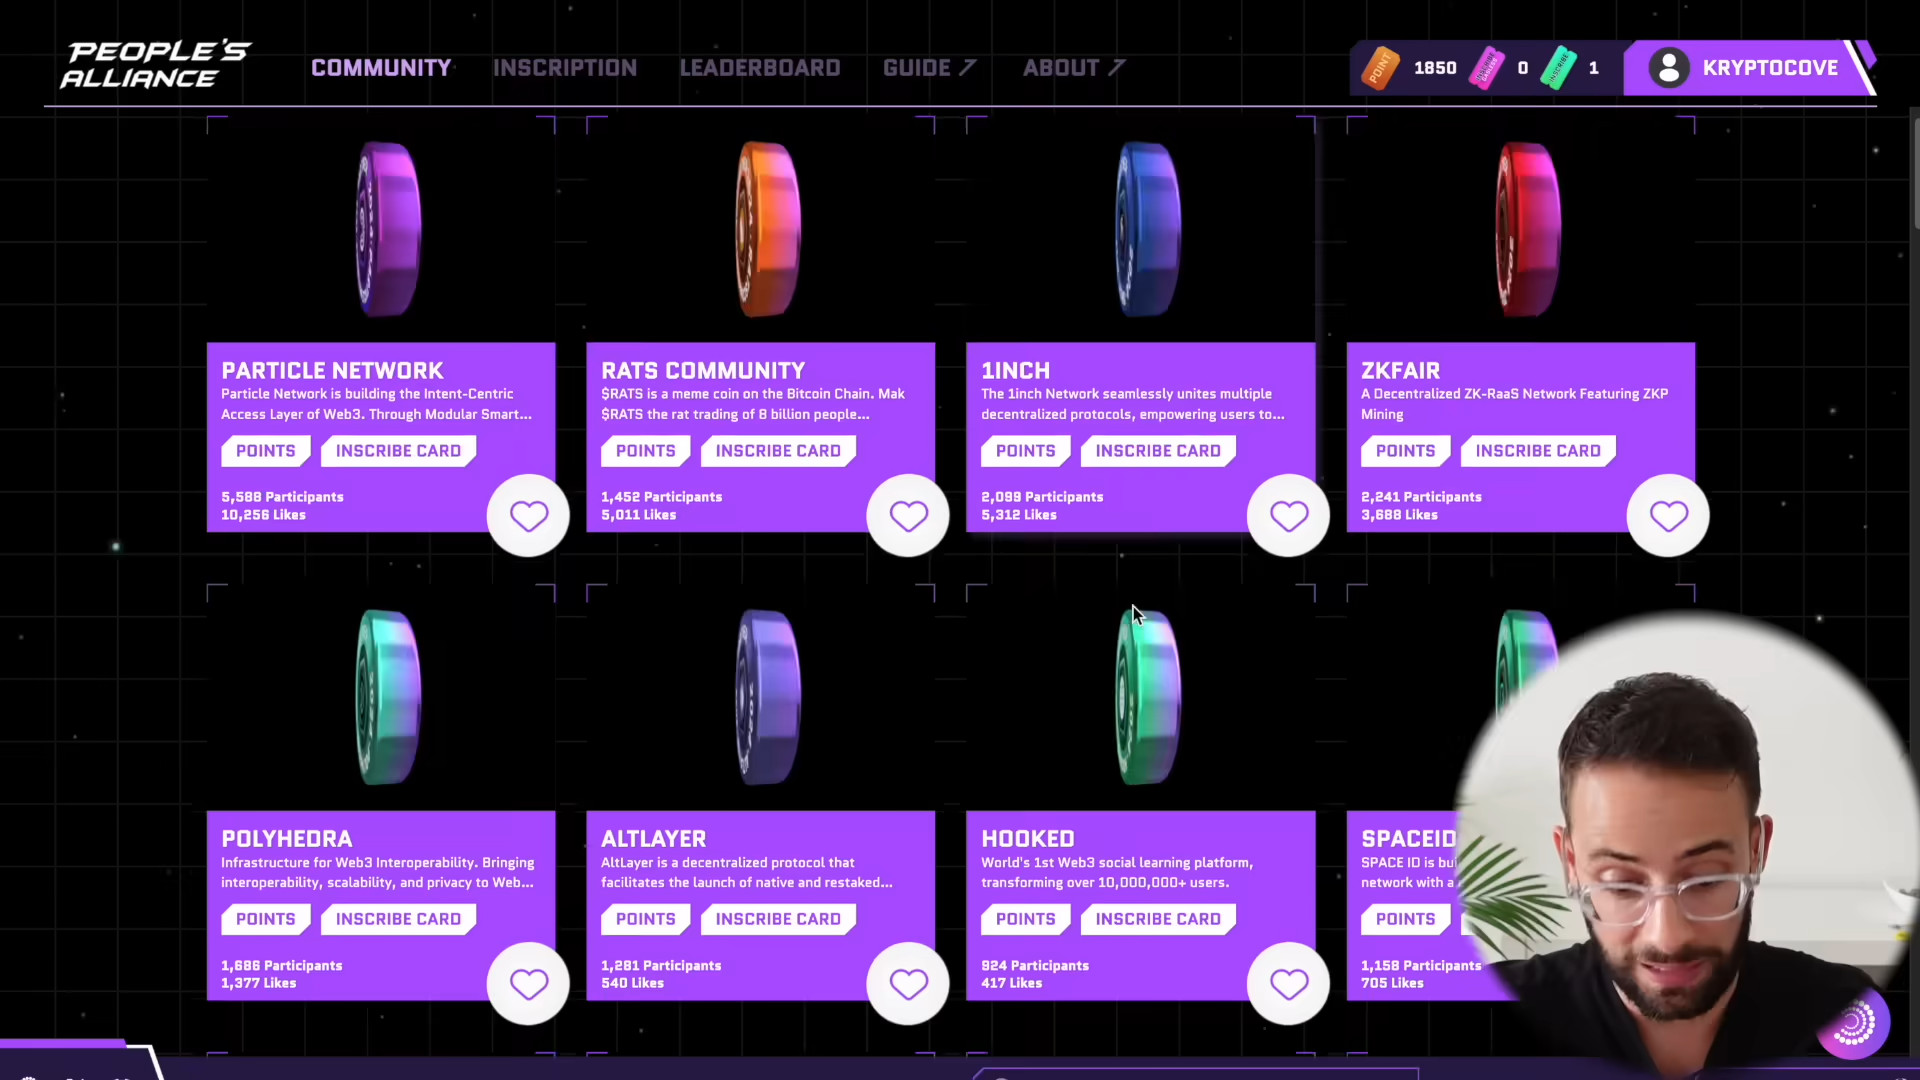 PEOPLE'S
ALLIANCE
COMMUNITY
INSCRIPTION
LEADERBOARD
GUIDE
ABOUT
POINT
1850
0
INSCRIBE
1
KRYPTOCOVE
PARTICLE NETWORK
Particle Network is building the Intent-Centric
Access Layer of Web3. Through Modular Smart...
POINTS
INSCRIBE CARD
5,588 Participants
10,256 Likes
RATS COMMUNITY
$RATS is a meme coin on the Bitcoin Chain. Mak
$RATS the rat trading of 8 billion people...
POINTS
INSCRIBE CARD
1,452 Participants
5,011 Likes
1INCH
The 1inch Network seamlessly unites multiple
decentralized protocols, empowering users to...
POINTS
INSCRIBE CARD
2,099 Participants
5,312 Likes
ZKFAIR
A Decentralized ZK-RaaS Network Featuring ZKP
Mining
POINTS
INSCRIBE CARD
2,241 Participants
3,688 Likes
POLYHEDRA
Infrastructure for Web3 Interoperability. Bringing
interoperability, scalability, and privacy to Web...
POINTS
INSCRIBE CARD
1,686 Participants
1,377 Likes
ALTLAYER
AltLayer is a decentralized protocol that
facilitates the launch of native and restaked...
POINTS
INSCRIBE CARD
1,281 Participants
540 Likes
HOOKED
World's 1st Web3 social learning platform,
transforming over 10,000,000+ users.
POINTS
INSCRIBE CARD
924 Participants
417 Likes
SPACEID
SPACE ID is
network with a
POINTS
1,158 Participants
705 Likes